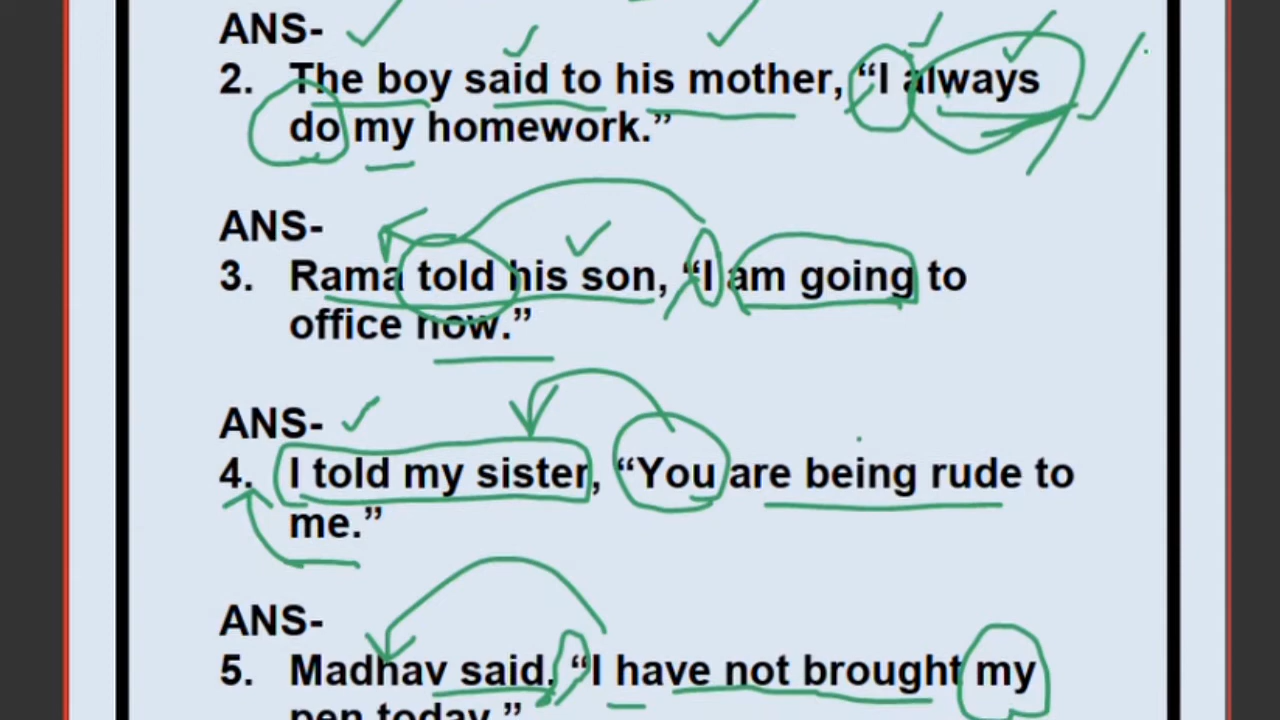 ANS-
2. The boy said to his mother, “I always
do my homework.”
ANS-
3. Rama told his son, “I am going to
office now.”
ANS-
4. I told my sister, “You are being rude to
me.”
ANS-
5. Madhav said, “I have not brought my
pen today.”